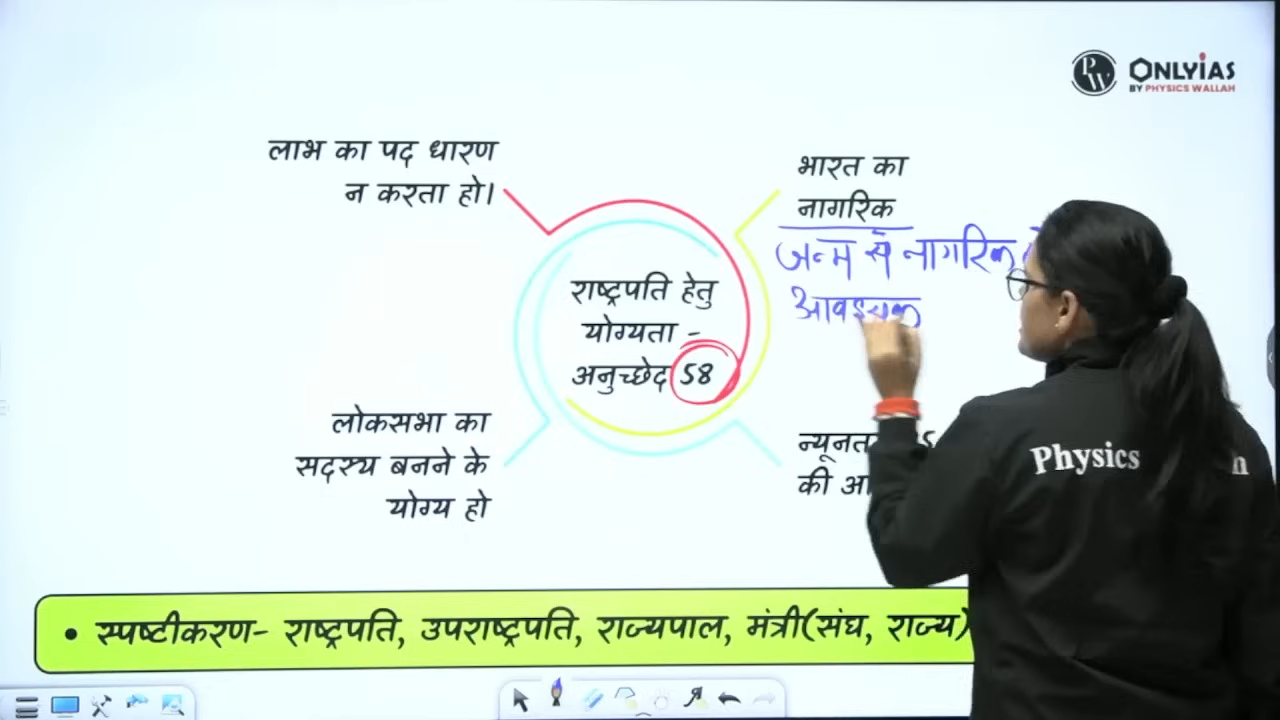 PW ONLYIAS
BY PHYSICS WALLAH
लाभ का पद धारण
न करता हो।
भारत का
नागरिक
जन्म से नागरिक
आवश्यक
राष्ट्रपति हेतु
योग्यता -
अनुच्छेद 58
लोकसभा का
सदस्य बनने के
योग्य हो
की
Physics
• स्पष्टीकरण- राष्ट्रपति, उपराष्ट्रपति, राज्यपाल, मंत्री(संघ, राज्य)